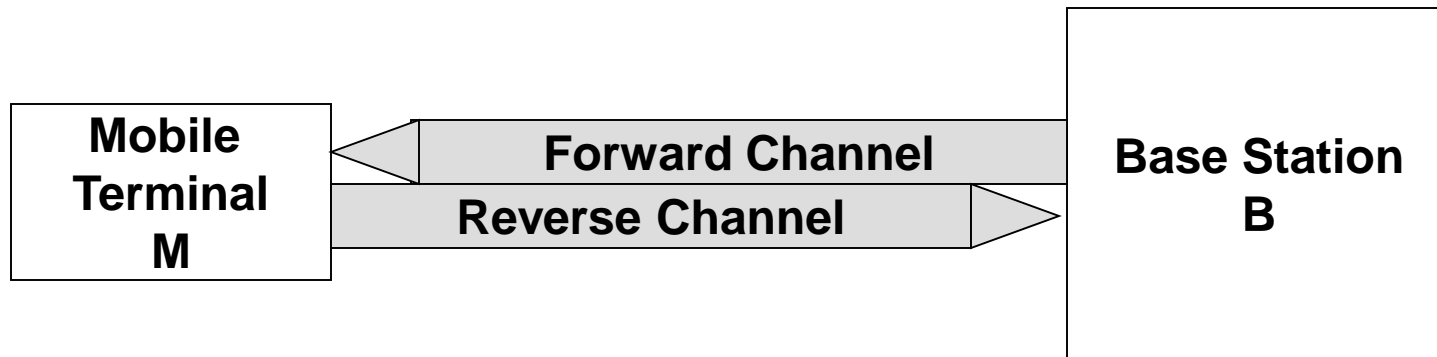 Mobile
Terminal
M
Forward Channel
Reverse Channel
Base Station
B